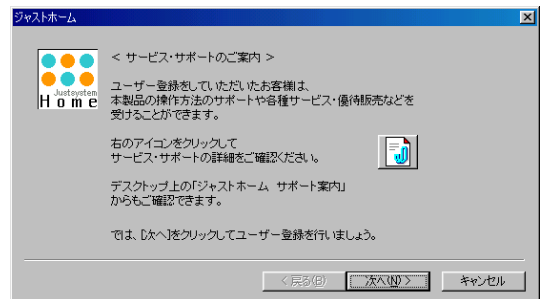 ジャストホーム
< サービス・サポートのご案内 >
Justsystem
Home
ユーザー登録をしていただいたお客様は、
本製品の操作方法のサポートや各種サービス・優待販売などを
受けることができます。
右のアイコンをクリックして
サービス・サポートの詳細をご確認ください。
デスクトップ上の「ジャストホーム サポート案内」
からもご確認できます。
では、[次へ]をクリックしてユーザー登録を行いましょう。
< 戻る(B)
次へ(N) >
キャンセル